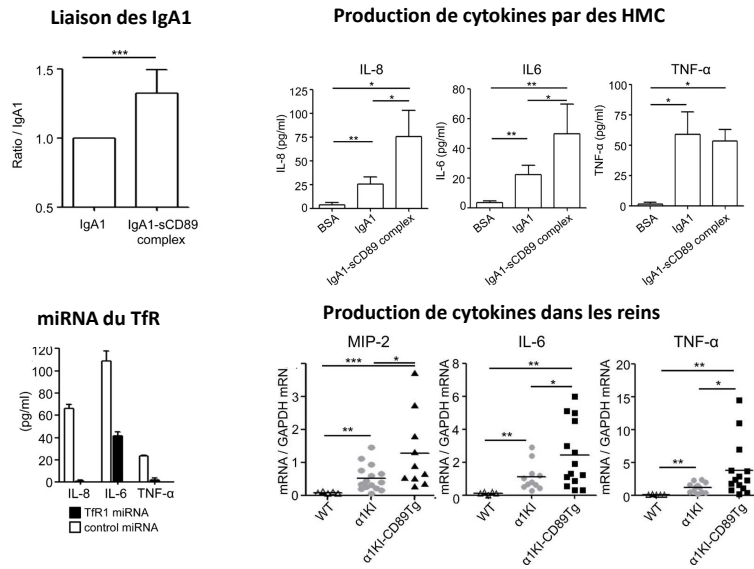 Liaison des IgA1
***
1.5
1.0
0.5
Ratio / IgA1
IgA1
IgA1-sCD89
complex
Production de cytokines par des HMC
IL-8
*
*
**
125
100
75
50
25
0
IL-8 (pg/ml)
BSA
IgA1
IgA1-sCD89 complex
IL6
**
*
**
80
60
40
20
0
IL-6 (pg/ml)
BSA
IgA1
IgA1-sCD89 complex
TNF-α
*
*
100
75
50
25
0
TNF-α (pg/ml)
BSA
IgA1
IgA1-sCD89 complex
miRNA du TfR
120
100
80
60
40
20
0
(pg/ml)
IL-8 IL-6 TNF-α
TfR1 miRNA
control miRNA
Production de cytokines dans les reins
MIP-2
***
*
**
4
3
2
1
0
mRNA / GAPDH mRN
WT
α1KI
α1KI-CD89Tg
IL-6
**
*
**
8
6
4
2
0
mRNA / GAPDH mRNA
WT
α1KI
α1KI-CD89Tg
TNF-α
**
*
**
20
15
10
5
0
mRNA / GAPDH mRNA
WT
α1KI
α1KI-CD89Tg